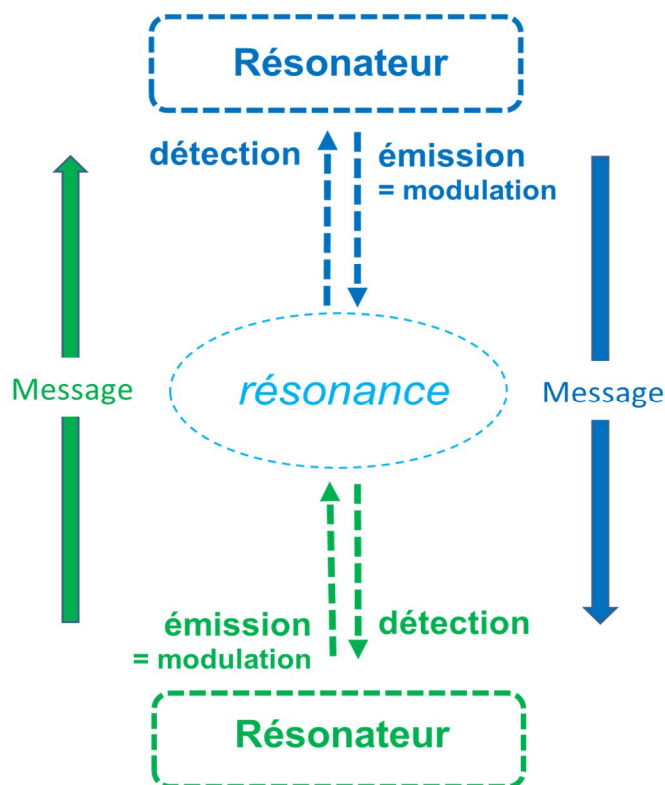 Résonateur
détection
émission
= modulation
Message
résonance
Message
émission
= modulation
détection
Résonateur